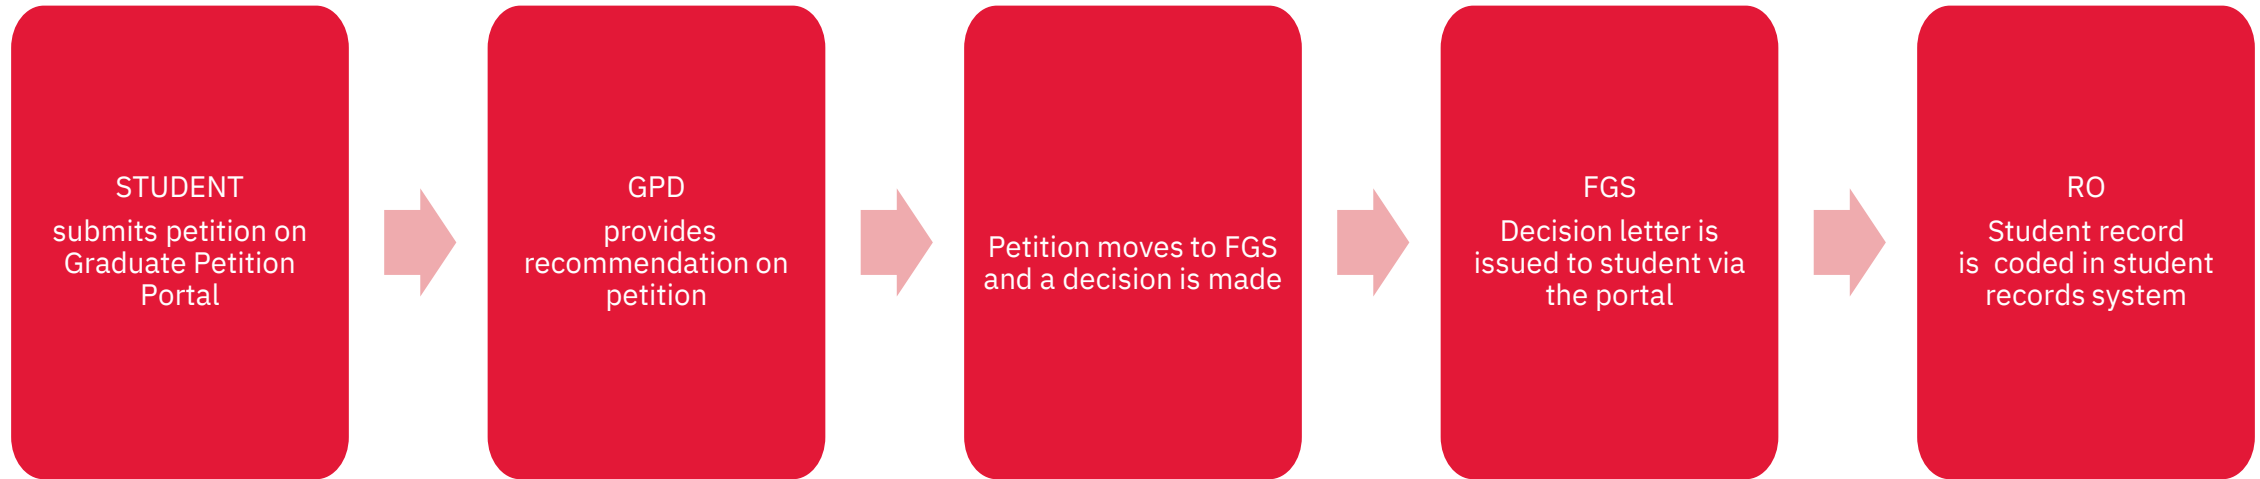 STUDENT
submits petition on
Graduate Petition
Portal
GPD
provides
recommendation on
petition
Petition moves to FGS
and a decision is made
FGS
Decision letter is
issued to student via
the portal
RO
Student record
is  coded in student
records system